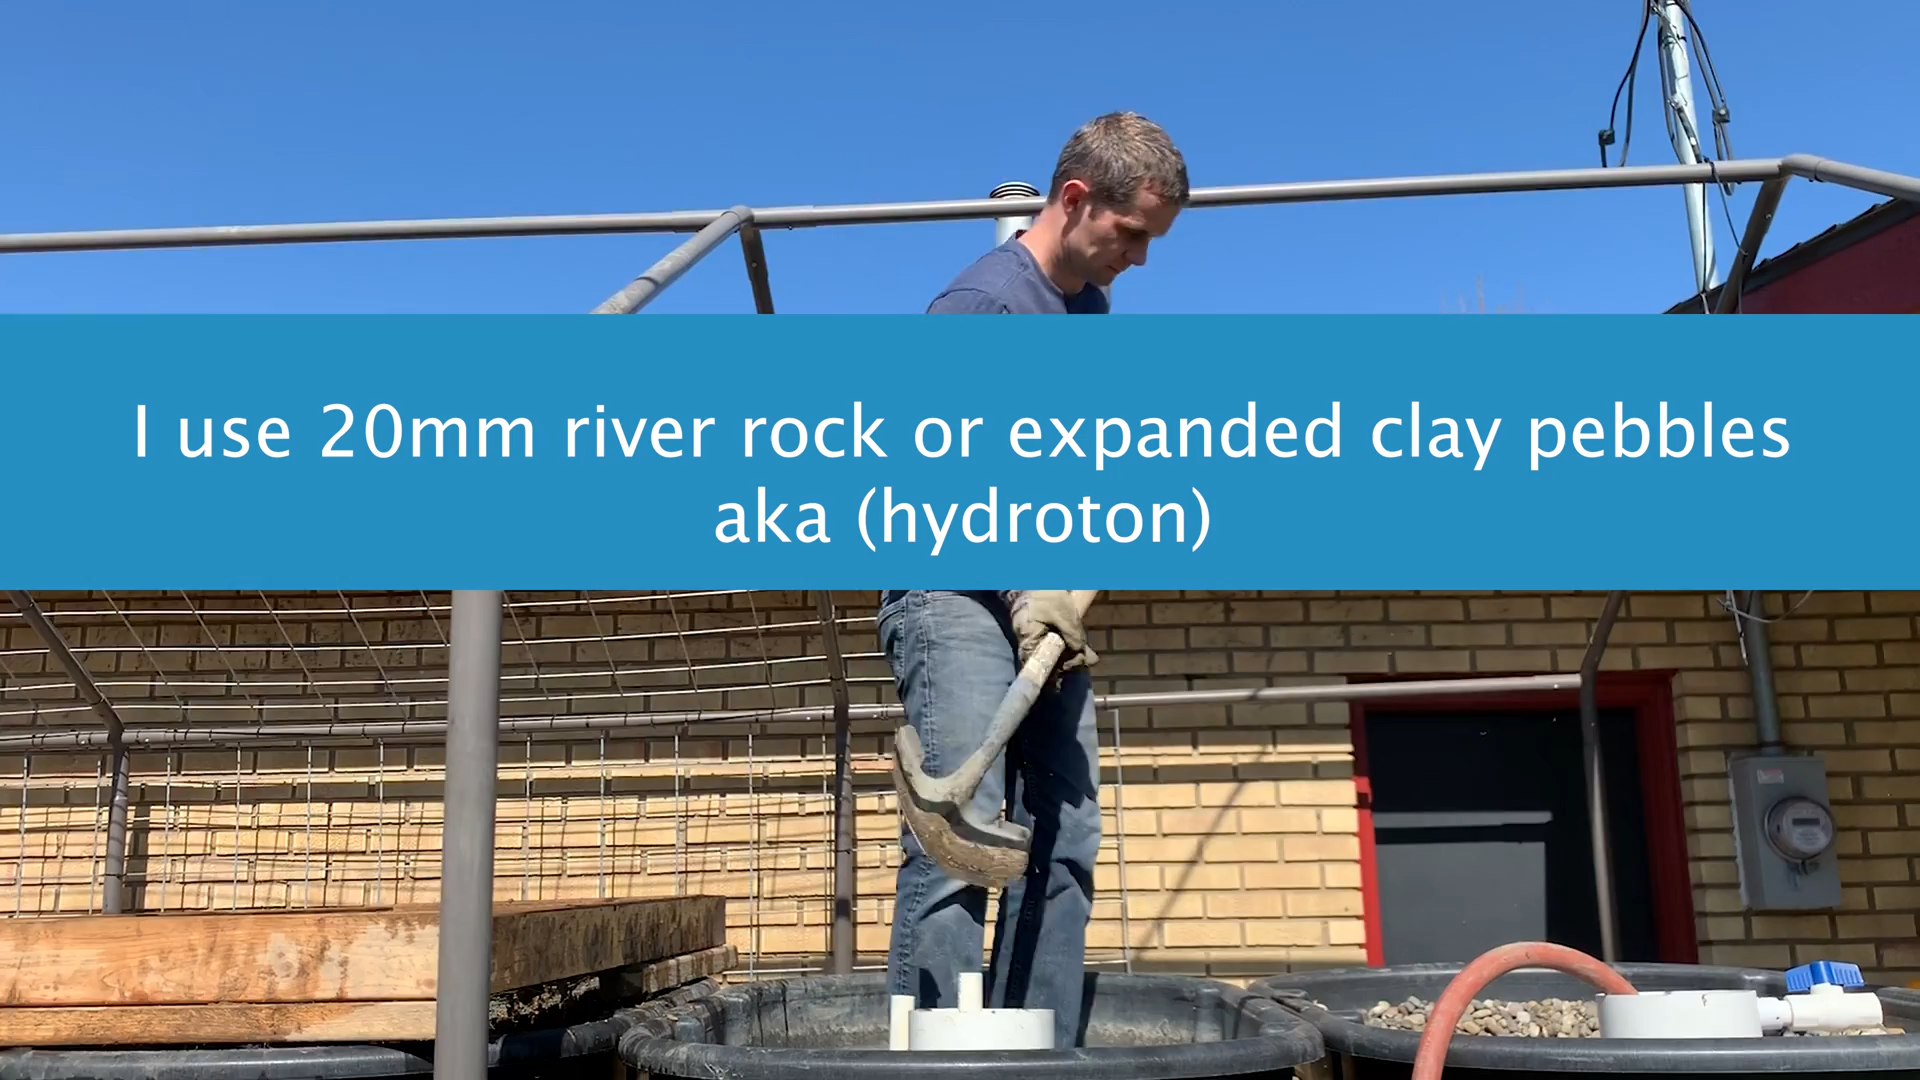 I use 20mm river rock or expanded clay pebbles
aka (hydroton)